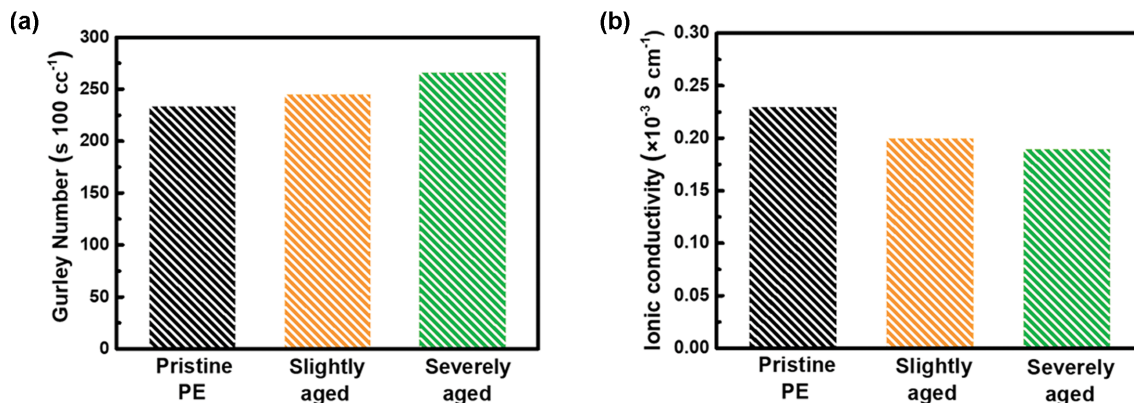 (a)
Gurley Number (s 100 cc⁻¹)
300
250
200
150
100
50
0
Pristine PE
Slightly aged
Severely aged
(b)
Ionic conductivity (×10⁻³ S cm⁻¹)
0.30
0.25
0.20
0.15
0.10
0.05
0.00
Pristine PE
Slightly aged
Severely aged